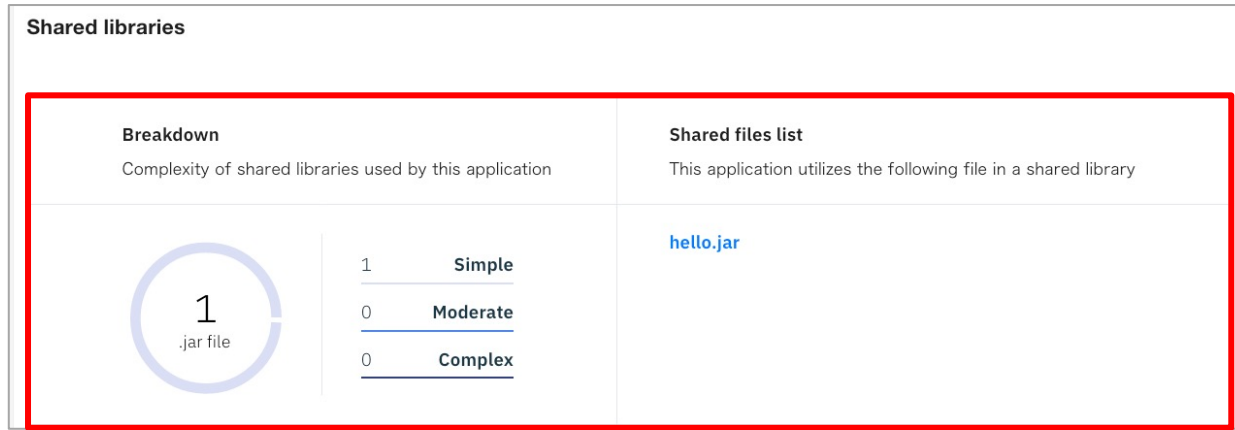 Shared libraries
Breakdown
Complexity of shared libraries used by this application
1
.jar file
1 Simple
0 Moderate
0 Complex
Shared files list
This application utilizes the following file in a shared library
hello.jar